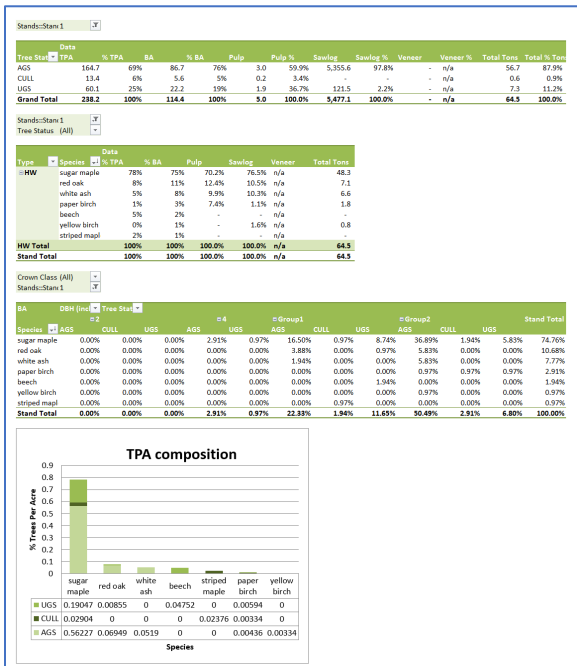 Stands::Stan 1
Data
Tree Stat TPA % TPA BA % BA Pulp Pulp % Sawlog Sawlog % Veneer Veneer % Total Tons Total % Ton
AGS 164.7 69% 86.7 76% 3.0 59.9% 5,355.6 97.8% - n/a 56.7 87.9%
CULL 13.4 6% 5.6 5% 0.2 3.4% - - - n/a 0.6 0.9%
UGS 60.1 25% 22.2 19% 1.9 36.7% 121.5 2.2% - n/a 7.3 11.2%
Grand Total 238.2 100% 114.4 100% 5.0 100.0% 5,477.1 100.0% - n/a 64.5 100.0%
Stands::Stan 1
Tree Status (All)
Data
Type Species % TPA % BA Pulp Sawlog Veneer Total Tons
HW sugar maple 78% 75% 70.2% 76.5% n/a 48.3
red oak 8% 11% 12.4% 10.5% n/a 7.1
white ash 5% 8% 9.9% 10.3% n/a 6.6
paper birch 1% 3% 7.4% 1.1% n/a 1.8
beech 5% 2% - - n/a -
yellow birch 0% 1% - 1.6% n/a 0.8
striped mapl 2% 1% - - n/a -
HW Total 100% 100% 100.0% 100.0% n/a 64.5
Stand Total 100% 100% 100.0% 100.0% n/a 64.5
Crown Class (All)
Stands::Stan 1
BA DBH (incl Tree Stat
2 4 Group1 Group2 Stand Total
Species AGS CULL UGS AGS UGS AGS CULL UGS AGS CULL UGS
sugar maple 0.00% 0.00% 0.00% 2.91% 0.97% 16.50% 0.97% 8.74% 36.89% 1.94% 5.83% 74.76%
red oak 0.00% 0.00% 0.00% 0.00% 0.00% 3.88% 0.00% 0.97% 5.83% 0.00% 0.00% 10.68%
white ash 0.00% 0.00% 0.00% 0.00% 0.00% 1.94% 0.00% 0.00% 5.83% 0.00% 0.00% 7.77%
paper birch 0.00% 0.00% 0.00% 0.00% 0.00% 0.00% 0.00% 0.00% 0.97% 0.97% 0.97% 2.91%
beech 0.00% 0.00% 0.00% 0.00% 0.00% 0.00% 0.00% 1.94% 0.00% 0.00% 0.00% 1.94%
yellow birch 0.00% 0.00% 0.00% 0.00% 0.00% 0.00% 0.00% 0.00% 0.97% 0.00% 0.00% 0.97%
striped mapl 0.00% 0.00% 0.00% 0.00% 0.00% 0.00% 0.97% 0.00% 0.00% 0.00% 0.00% 0.97%
Stand Total 0.00% 0.00% 0.00% 2.91% 0.97% 22.33% 1.94% 11.65% 50.49% 2.91% 6.80% 100.00%
TPA composition
% Trees Per Acre
0.9
0.8
0.7
0.6
0.5
0.4
0.3
0.2
0.1
0
sugar maple red oak white ash beech striped maple paper birch yellow birch
UGS 0.19047 0.00855 0 0.04752 0 0.00594 0
CULL 0.02904 0 0 0 0.02376 0.00334 0
AGS 0.56227 0.06949 0.0519 0 0 0.00436 0.00334
Species